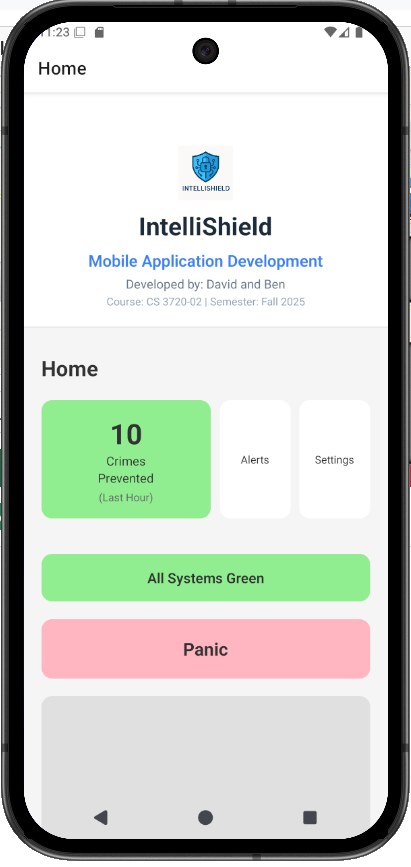 11:23
Home
INTELLISHIELD
IntelliShield
Mobile Application Development
Developed by: David and Ben
Course: CS 3720-02 | Semester: Fall 2025
Home
10
Crimes
Prevented
(Last Hour)
Alerts
Settings
All Systems Green
Panic